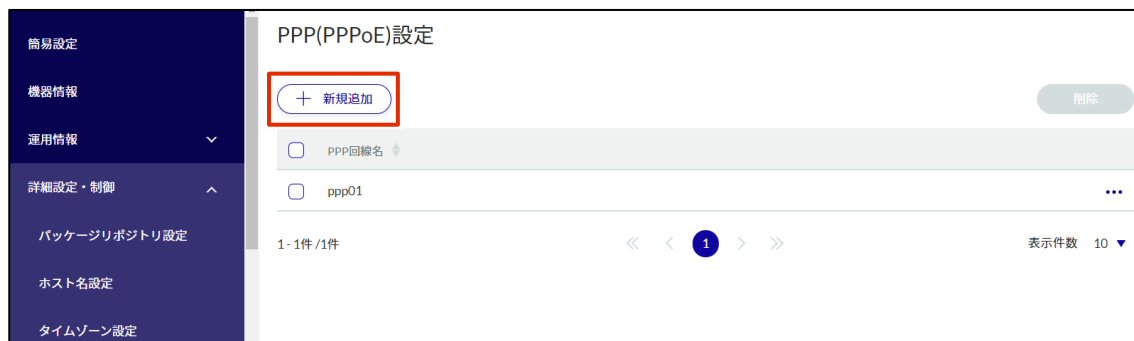 簡易設定
機器情報
運用情報
詳細設定・制御
パッケージリポジトリ設定
ホスト名設定
タイムゾーン設定
PPP(PPPoE)設定
新規追加
削除
PPP回線名
ppp01
1 - 1件 /1件
1
表示件数 10